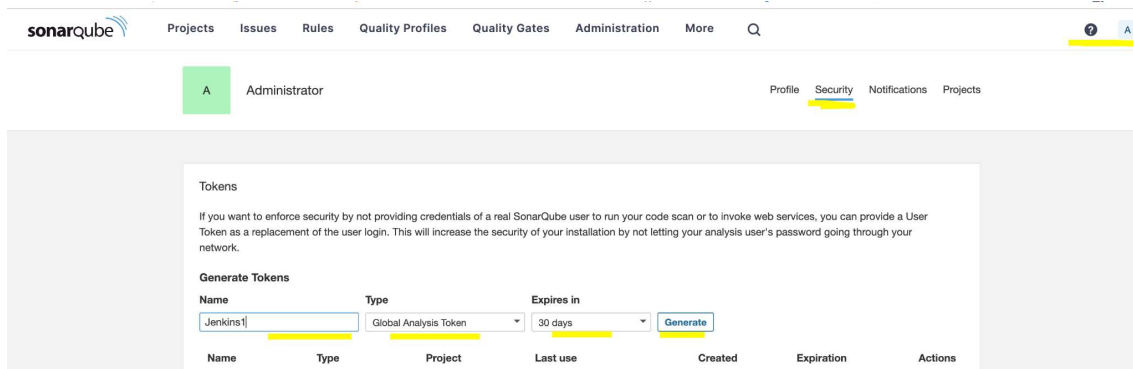 sonarqube Projects Issues Rules Quality Profiles Quality Gates Administration More ? A
A Administrator Profile Security Notifications Projects
Tokens
If you want to enforce security by not providing credentials of a real SonarQube user to run your code scan or to invoke web services, you can provide a User
Token as a replacement of the user login. This will increase the security of your installation by not letting your analysis user's password going through your
network.
Generate Tokens
Name Type Expires in
Jenkins1 Global Analysis Token 30 days Generate
Name Type Project Last use Created Expiration Actions